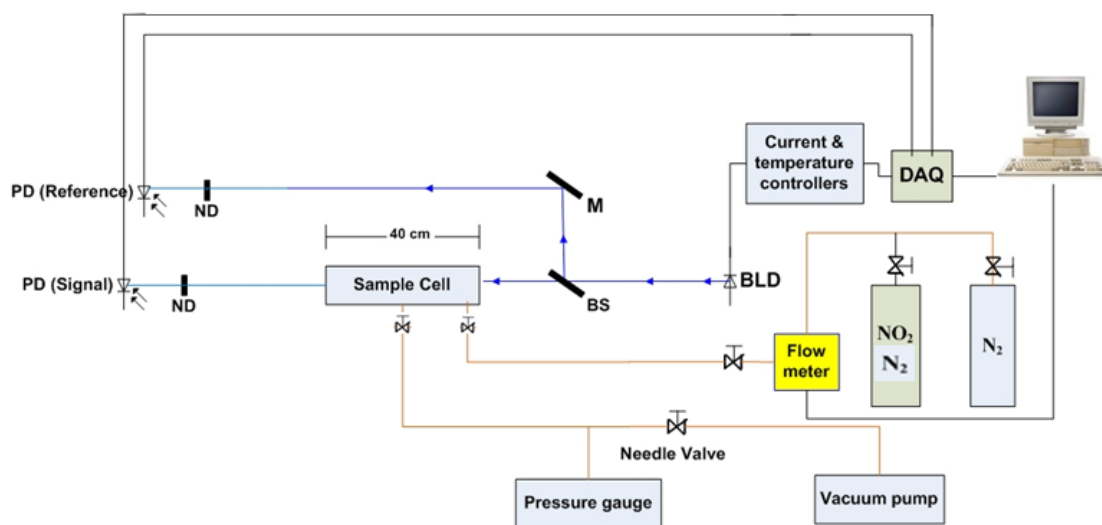 Current &
temperature
controllers
DAQ
PD (Reference)
ND
M
40 cm
Sample Cell
PD (Signal)
ND
BS
BLD
NO₂
N₂
N₂
Flow
meter
Needle Valve
Pressure gauge
Vacuum pump